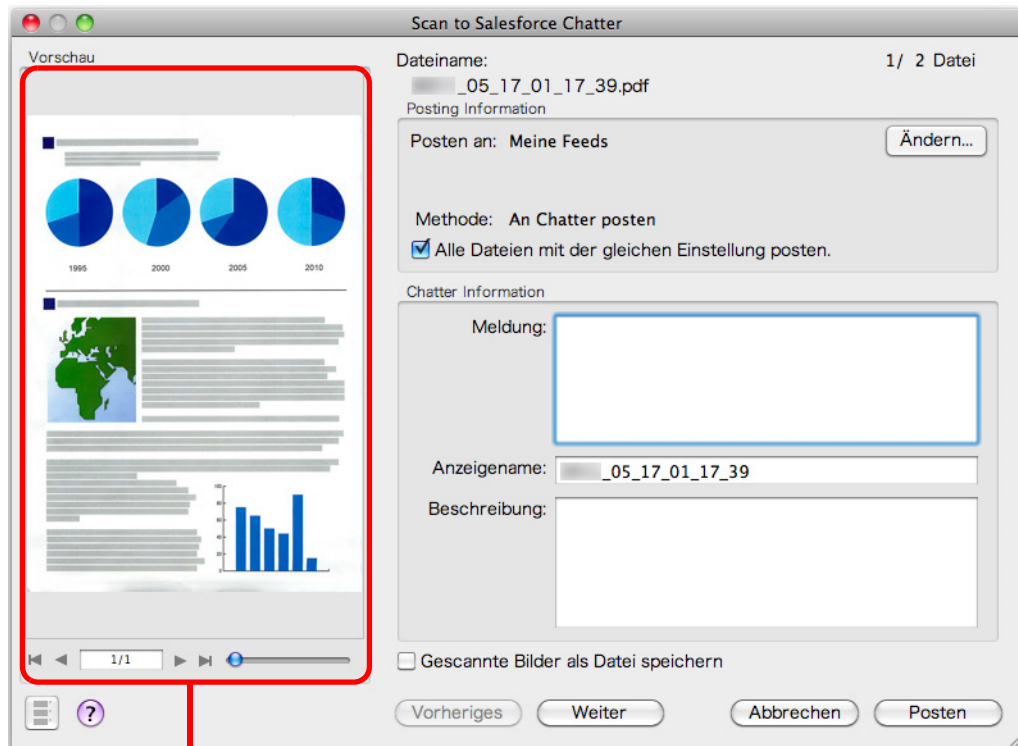 Scan to Salesforce Chatter
Vorschau
1995 2000 2005 2010
1/1
?
Dateiname:
1/ 2 Datei
_05_17_01_17_39.pdf
Posting Information
Posten an: Meine Feeds
Ändern...
Methode: An Chatter posten
Alle Dateien mit der gleichen Einstellung posten.
Chatter Information
Meldung:
Anzeigename: _05_17_01_17_39
Beschreibung:
Gescannte Bilder als Datei speichern
Vorheriges Weiter Abbrechen Posten